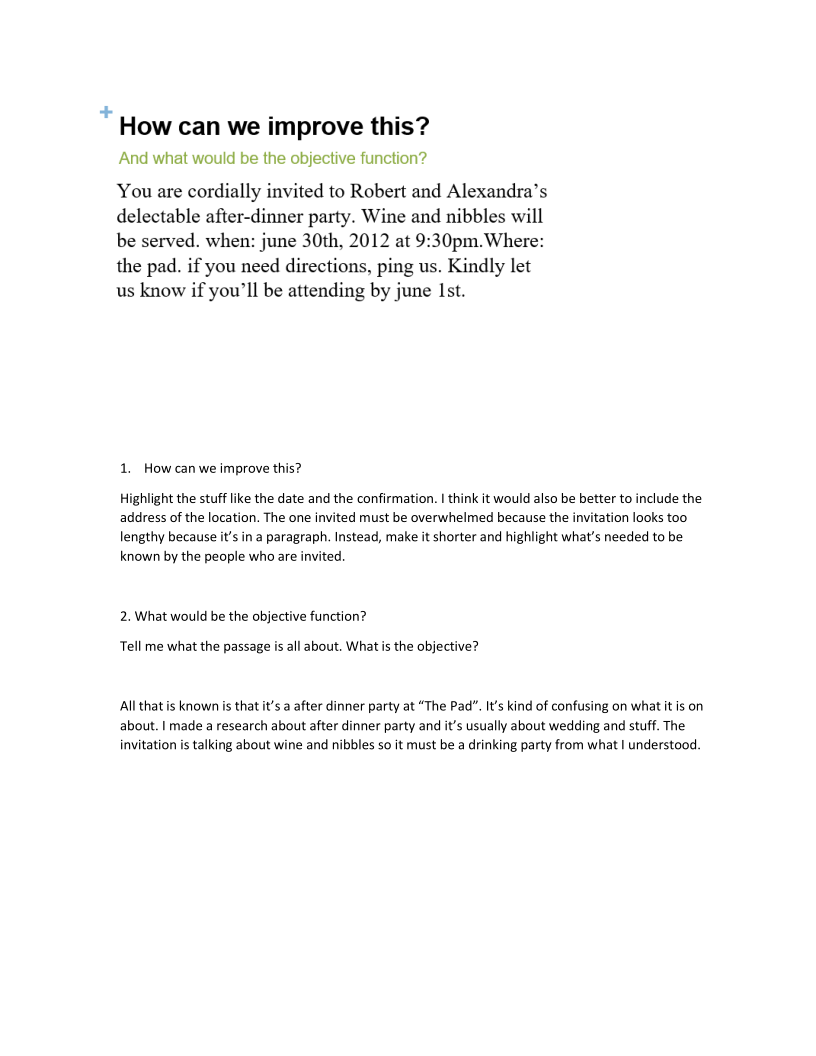 +
How can we improve this?
And what would be the objective function?
You are cordially invited to Robert and Alexandra's
delectable after-dinner party. Wine and nibbles will
be served. when: june 30th, 2012 at 9:30pm.Where:
the pad. if you need directions, ping us. Kindly let
us know if you'll be attending by june 1st.
1. How can we improve this?
Highlight the stuff like the date and the confirmation. I think it would also be better to include the
address of the location. The one invited must be overwhelmed because the invitation looks too
lengthy because it's in a paragraph. Instead, make it shorter and highlight what's needed to be
known by the people who are invited.
2. What would be the objective function?
Tell me what the passage is all about. What is the objective?
All that is known is that it's a after dinner party at “The Pad”. It's kind of confusing on what it is on
about. I made a research about after dinner party and it's usually about wedding and stuff. The
invitation is talking about wine and nibbles so it must be a drinking party from what I understood.